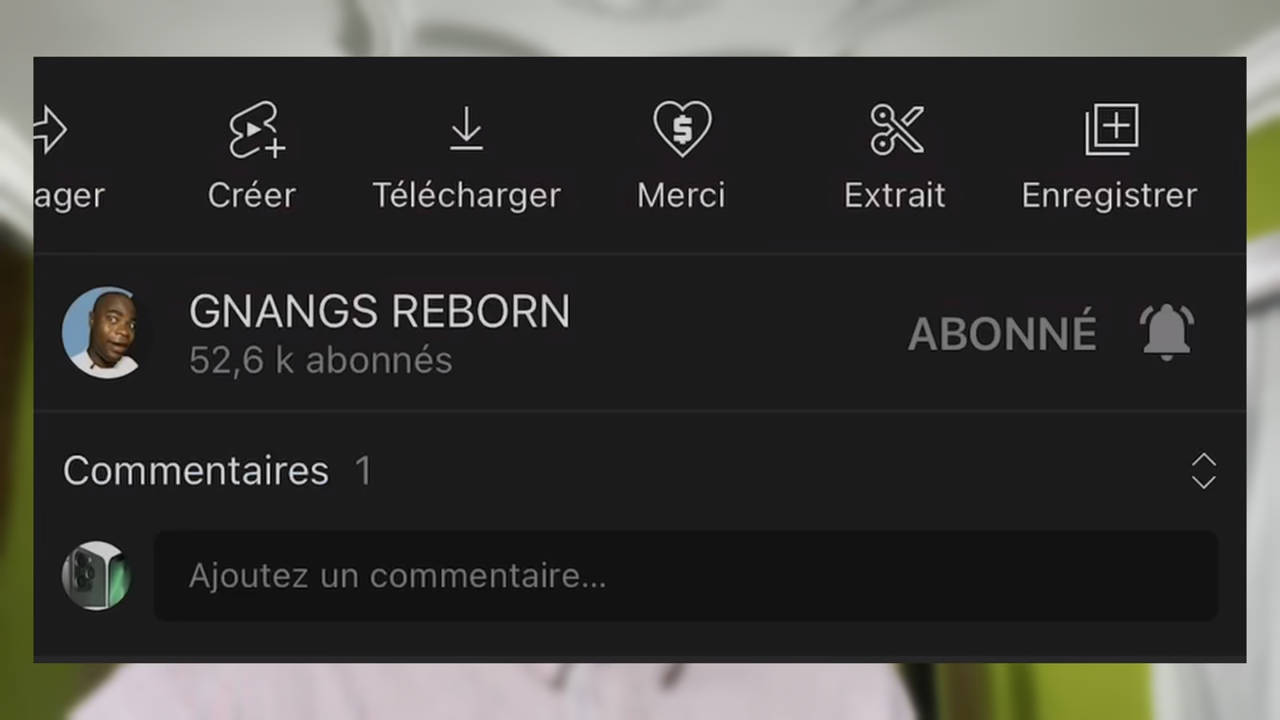 ager Créer Télécharger Merci Extrait Enregistrer
GNANGS REBORN
52,6 k abonnés
ABONNÉ
Commentaires 1
Ajoutez un commentaire...